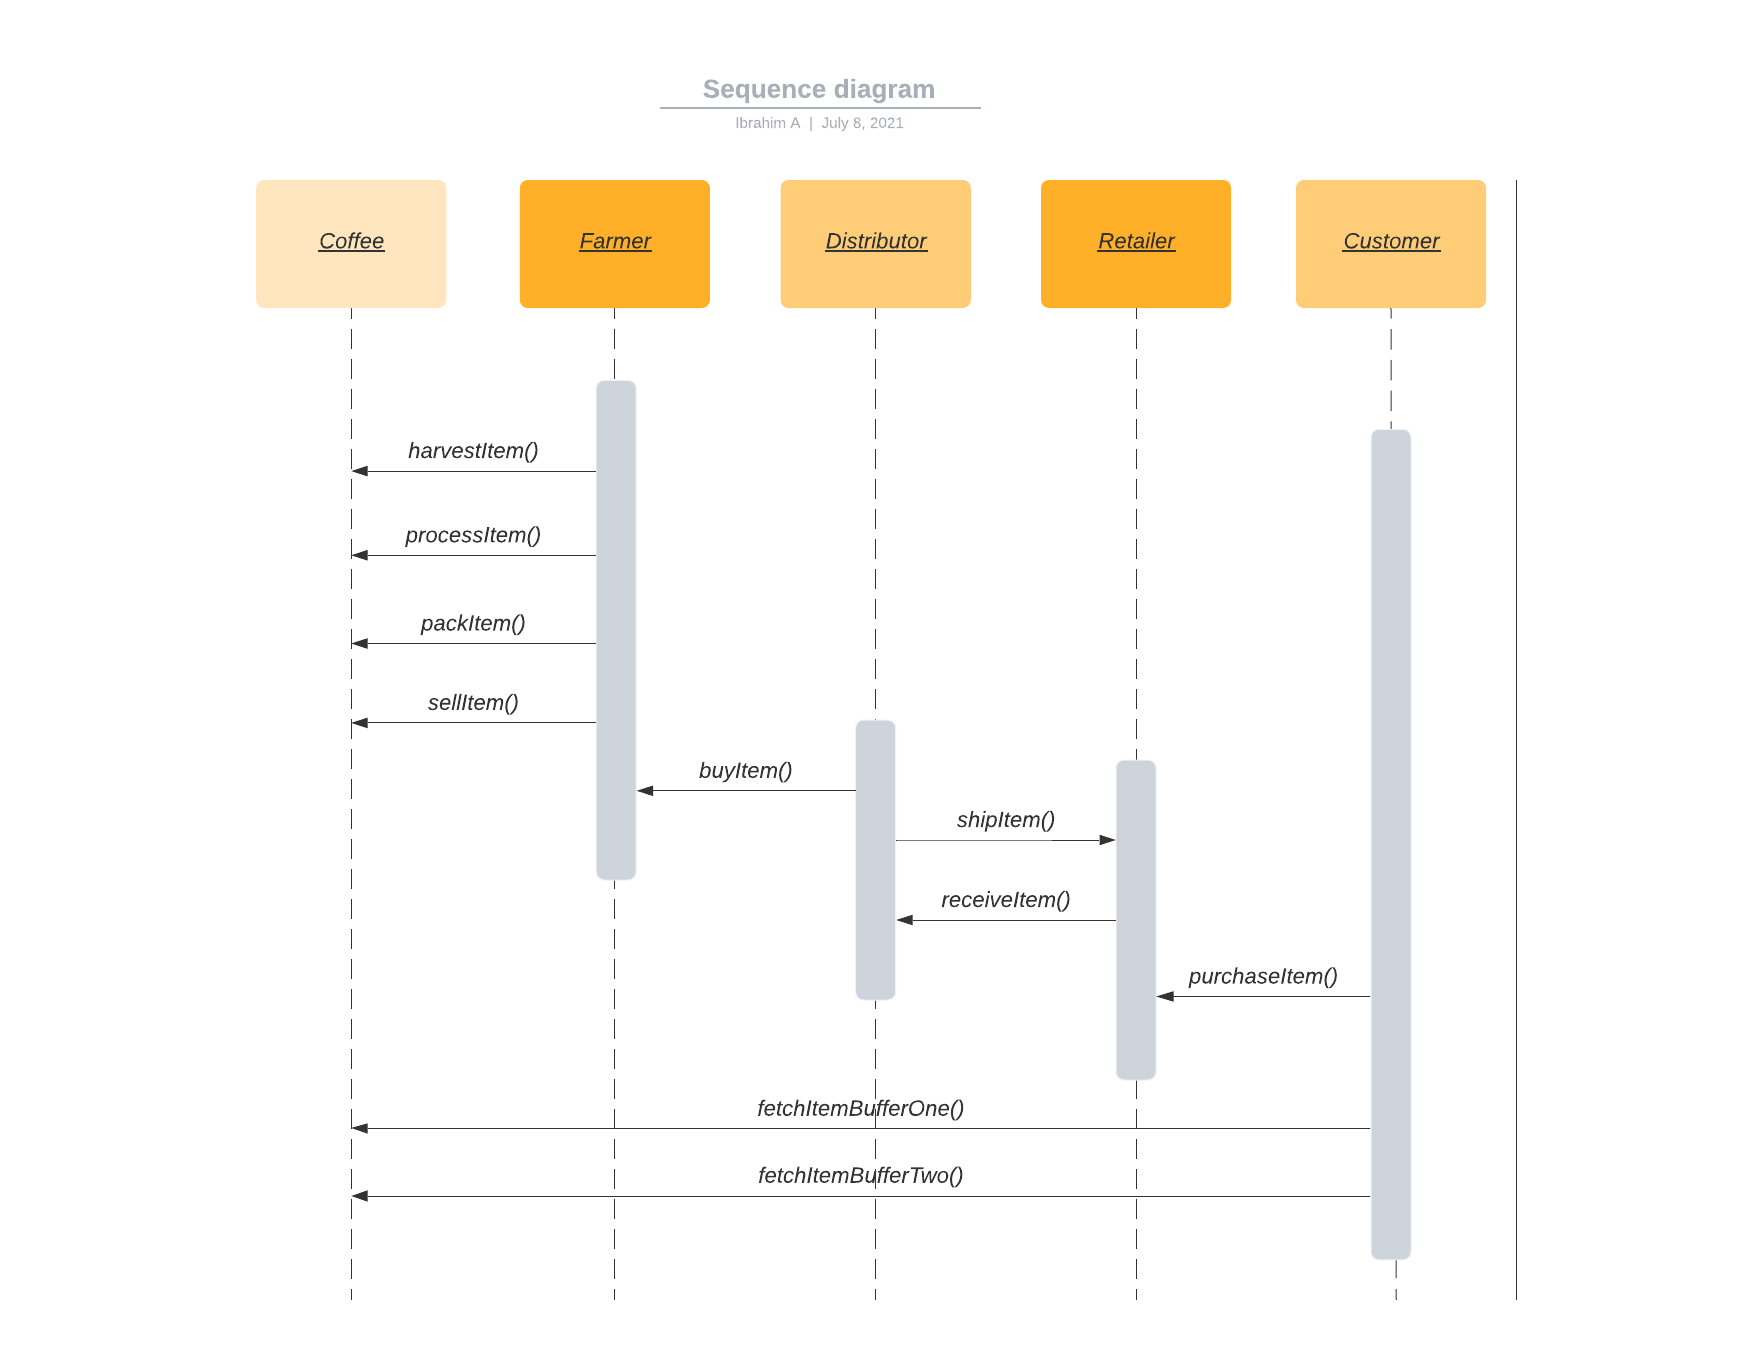 Sequence diagram
Ibrahim A | July 8, 2021
Coffee
Farmer
Distributor
Retailer
Customer
harvestItem()
processItem()
packItem()
sellItem()
buyItem()
shipItem()
receiveItem()
purchaseItem()
fetchItemBufferOne()
fetchItemBufferTwo()